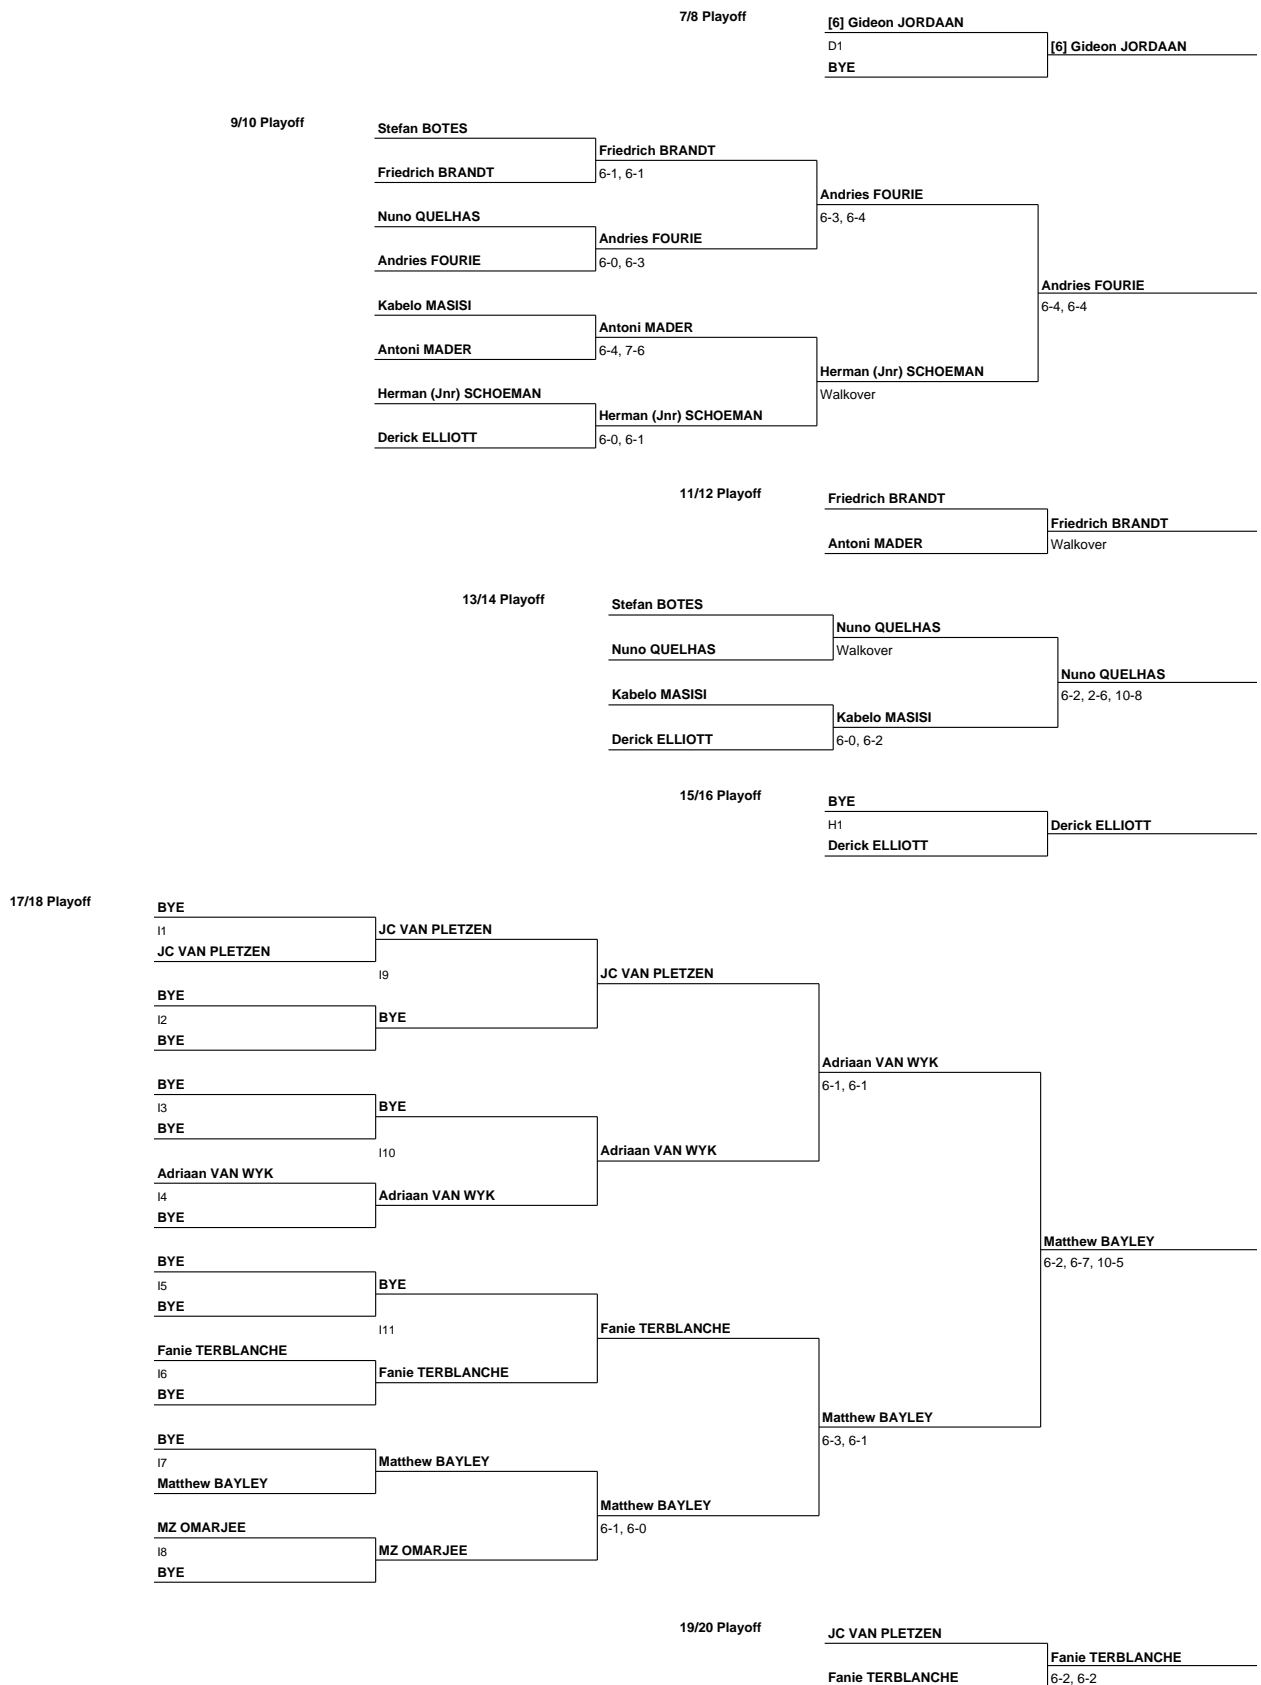 7/8 Playoff
[6] Gideon JORDAAN
D1
[6] Gideon JORDAAN
BYE
9/10 Playoff
Stefan BOTES
Friedrich BRANDT
Friedrich BRANDT
6-1, 6-1
Andries FOURIE
Nuno QUELHAS
6-3, 6-4
Andries FOURIE
Andries FOURIE
6-0, 6-3
Andries FOURIE
Kabelo MASISI
6-4, 6-4
Antoni MADER
Antoni MADER
6-4, 7-6
Herman (Jnr) SCHOEMAN
Herman (Jnr) SCHOEMAN
Walkover
Herman (Jnr) SCHOEMAN
Derick ELLIOTT
6-0, 6-1
11/12 Playoff
Friedrich BRANDT
Friedrich BRANDT
Antoni MADER
Walkover
13/14 Playoff
Stefan BOTES
Nuno QUELHAS
Nuno QUELHAS
Walkover
Nuno QUELHAS
Kabelo MASISI
6-2, 2-6, 10-8
Kabelo MASISI
Derick ELLIOTT
6-0, 6-2
15/16 Playoff
BYE
H1
Derick ELLIOTT
Derick ELLIOTT
17/18 Playoff
BYE
I1
JC VAN PLETZEN
JC VAN PLETZEN
I9
JC VAN PLETZEN
BYE
I2
BYE
BYE
Adriaan VAN WYK
BYE
6-1, 6-1
I3
BYE
BYE
I10
Adriaan VAN WYK
Adriaan VAN WYK
I4
Adriaan VAN WYK
BYE
Matthew BAYLEY
BYE
6-2, 6-7, 10-5
I5
BYE
BYE
I11
Fanie TERBLANCHE
Fanie TERBLANCHE
I6
Fanie TERBLANCHE
BYE
Matthew BAYLEY
BYE
6-3, 6-1
I7
Matthew BAYLEY
Matthew BAYLEY
Matthew BAYLEY
MZ OMARJEE
6-1, 6-0
I8
MZ OMARJEE
BYE
19/20 Playoff
JC VAN PLETZEN
Fanie TERBLANCHE
Fanie TERBLANCHE
6-2, 6-2